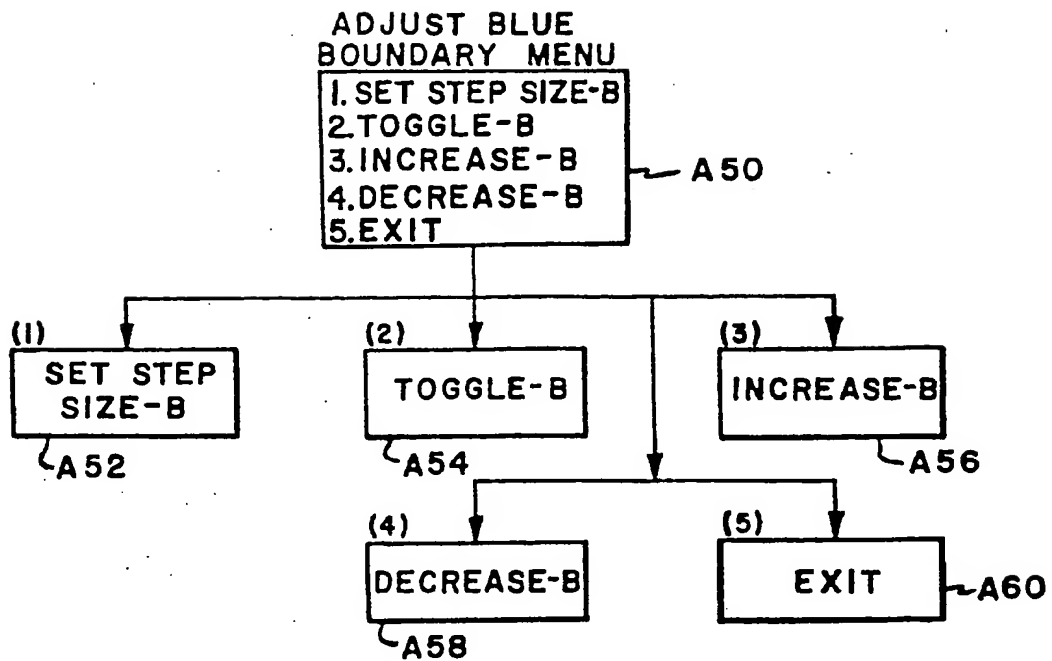 ADJUST BLUE
BOUNDARY MENU
1. SET STEP SIZE-B
2. TOGGLE-B
3. INCREASE-B
4. DECREASE-B
5. EXIT
A50
(1)
SET STEP
SIZE-B
A52
(2)
TOGGLE-B
A54
(3)
INCREASE-B
A56
(4)
DECREASE-B
A58
(5)
EXIT
A60